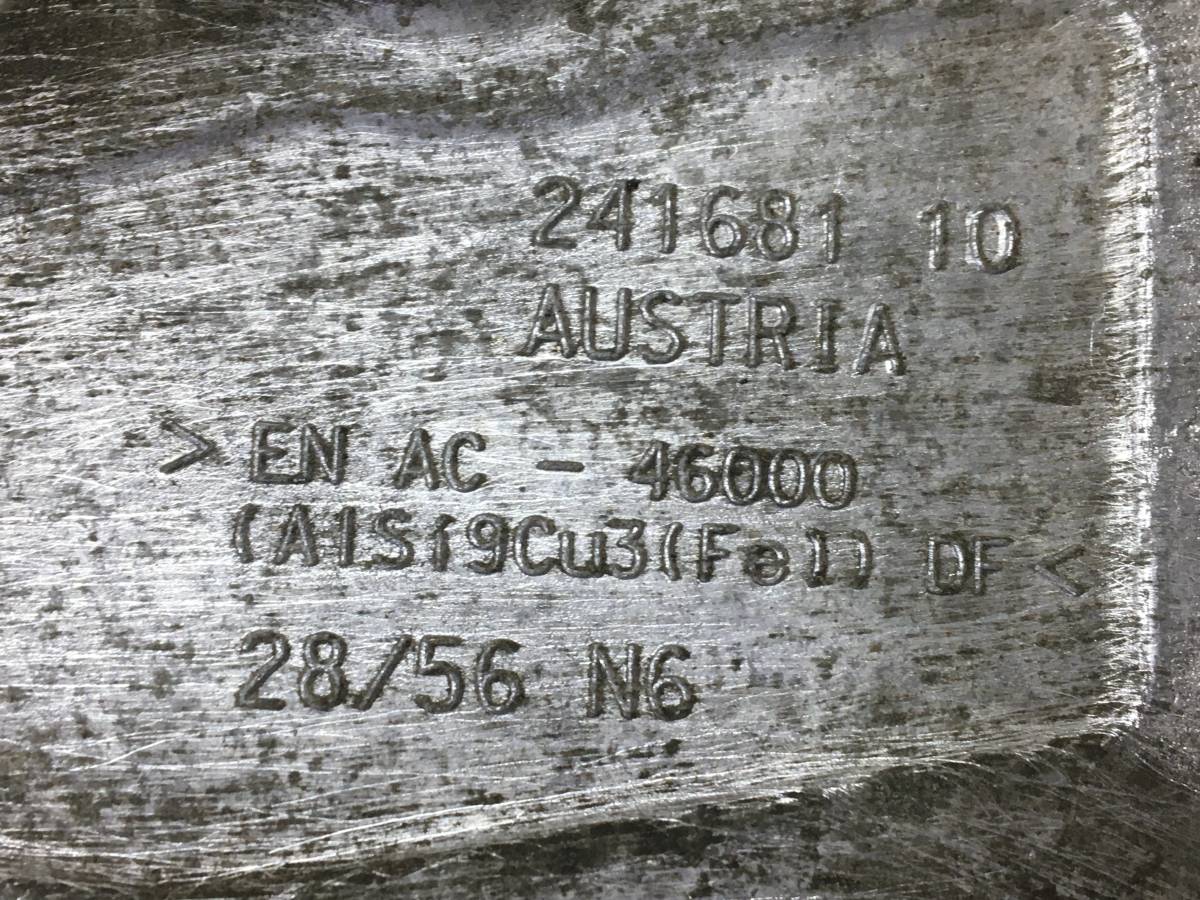 241681 10
AUSTRIA
> EN AC - 46000
(AlSi9Cu3(Fe)) DF <
28/56 N6